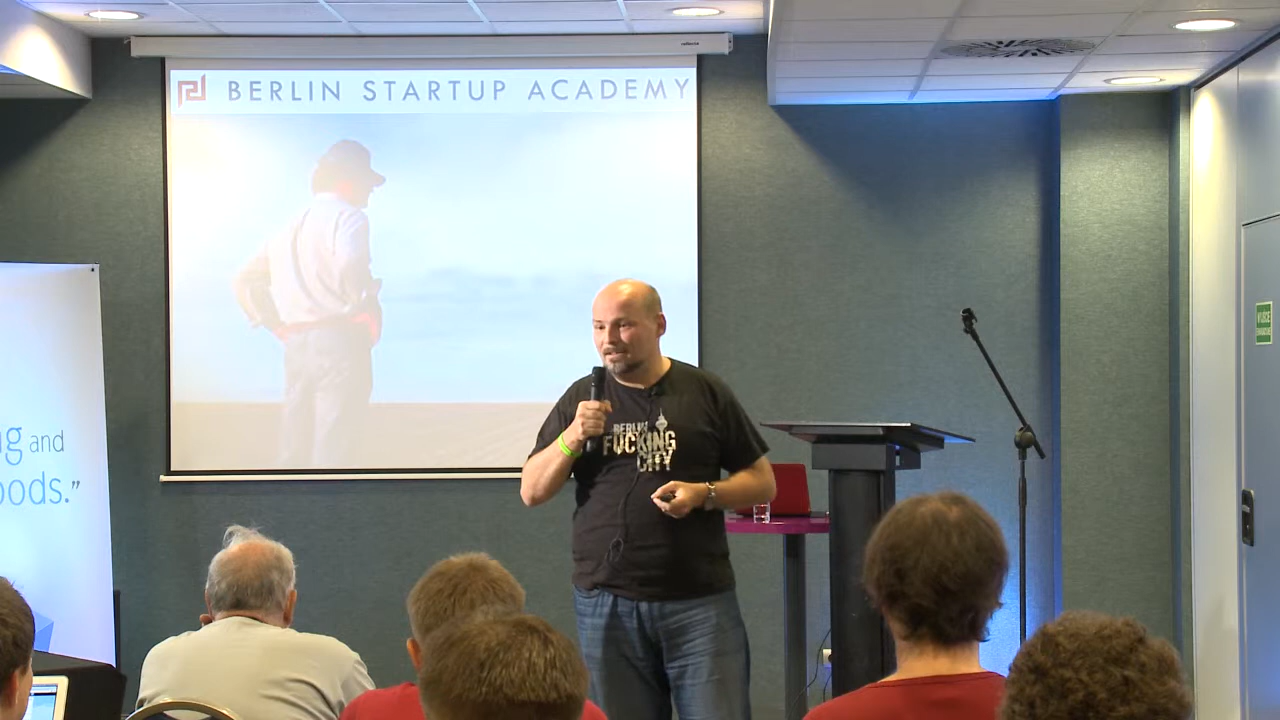 BERLIN STARTUP ACADEMY
g and
oods.”
BERLIN
FUCKING
CITY